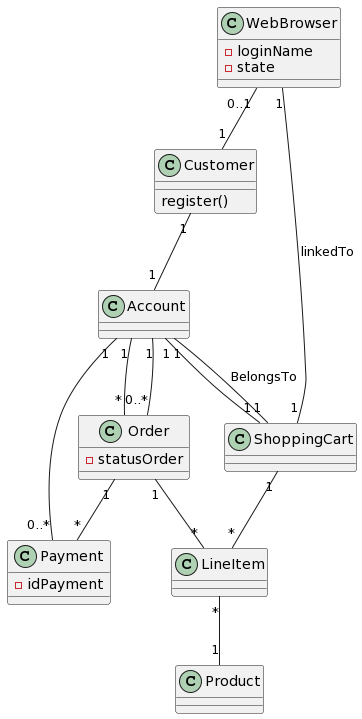 C WebBrowser
loginName
state
0..1 1
1
C Customer
register()
1
linkedTo
1
C Account
1 1 1 1 1
BelongsTo
* 0..* 1 1 1
C Order
C ShoppingCart
statusOrder
1 1 1
0..* * * *
C Payment
C LineItem
idPayment
*
1
C Product